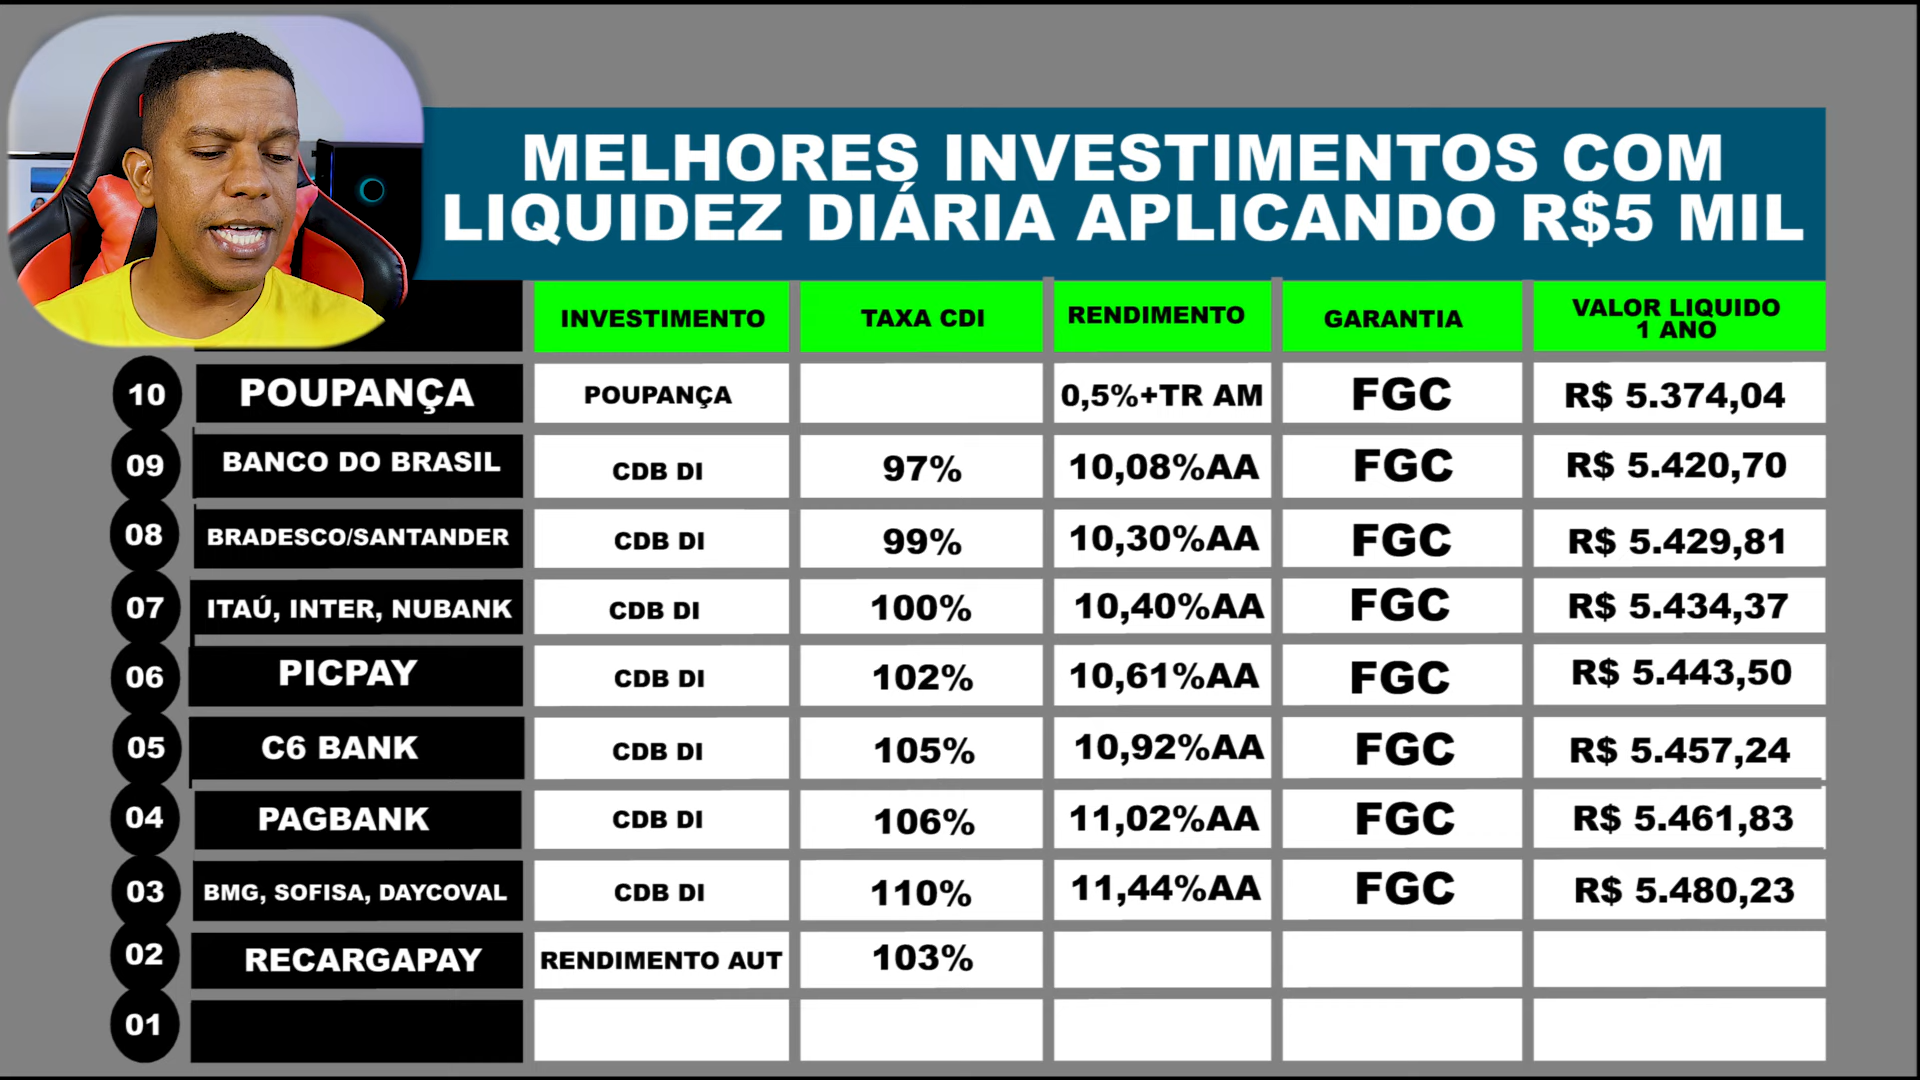 MELHORES INVESTIMENTOS COM
LIQUIDEZ DIÁRIA APLICANDO R$5 MIL
INVESTIMENTO TAXA CDI RENDIMENTO GARANTIA VALOR LIQUIDO
1 ANO
10 POUPANÇA POUPANÇA 0,5%+TR AM FGC R$ 5.374,04
09 BANCO DO BRASIL CDB DI 97% 10,08%AA FGC R$ 5.420,70
08 BRADESCO/SANTANDER CDB DI 99% 10,30%AA FGC R$ 5.429,81
07 ITAÚ, INTER, NUBANK CDB DI 100% 10,40%AA FGC R$ 5.434,37
06 PICPAY CDB DI 102% 10,61%AA FGC R$ 5.443,50
05 C6 BANK CDB DI 105% 10,92%AA FGC R$ 5.457,24
04 PAGBANK CDB DI 106% 11,02%AA FGC R$ 5.461,83
03 BMG, SOFISA, DAYCOVAL CDB DI 110% 11,44%AA FGC R$ 5.480,23
02 RECARGAPAY RENDIMENTO AUT 103%
01